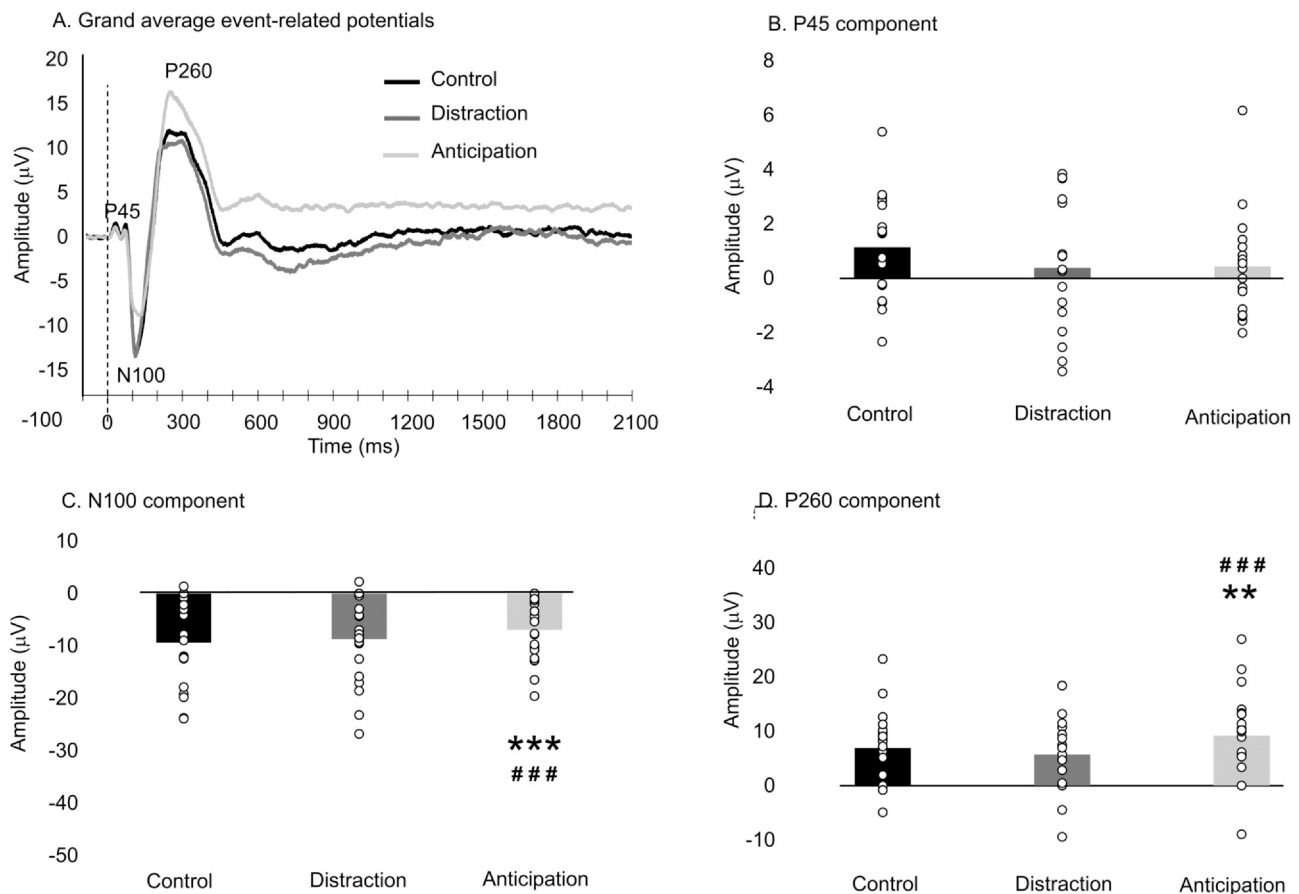 A. Grand average event-related potentials
20
15
10
5
0
-5
-10
-15
-100
Amplitude (μV)
P260
P45
N100
Control
Distraction
Anticipation
0 300 600 900 1200 1500 1800 2100
Time (ms)
B. P45 component
8
6
4
2
0
-2
-4
Amplitude (μV)
Control Distraction Anticipation
C. N100 component
10
0
-10
-20
-30
-40
-50
Amplitude (μV)
***
###
Control Distraction Anticipation
D. P260 component
40
30
20
10
0
-10
Amplitude (μV)
###
**
Control Distraction Anticipation